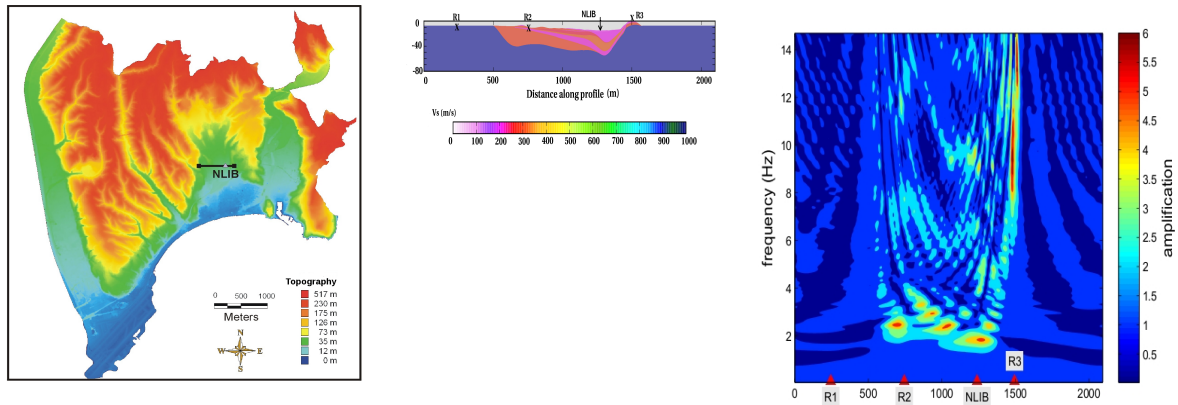 NLIB
Topography
517 m
230 m
175 m
126 m
73 m
35 m
12 m
0 m
0 500 1000
Meters
N
W E
S
R1 R2 NLIB R3
0
-40
-80
0 500 1000 1500 2000
Distance along profile (m)
Vs (m/s)
0 100 200 300 400 500 600 700 800 900 1000
frequency (Hz)
14
12
10
8
6
4
2
0 500 1000 1500 2000
R1 R2 NLIB R3
6
5.5
5
4.5
4
3.5
3
2.5
2
1.5
1
0.5
amplification